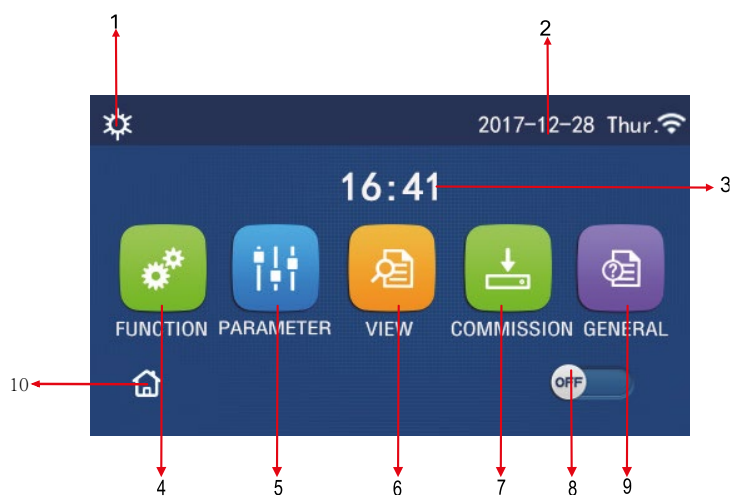 1
2
2017-12-28 Thur.
16:41
3
FUNCTION PARAMETER VIEW COMMISSION GENERAL
10
OFF
4 5 6 7 8 9